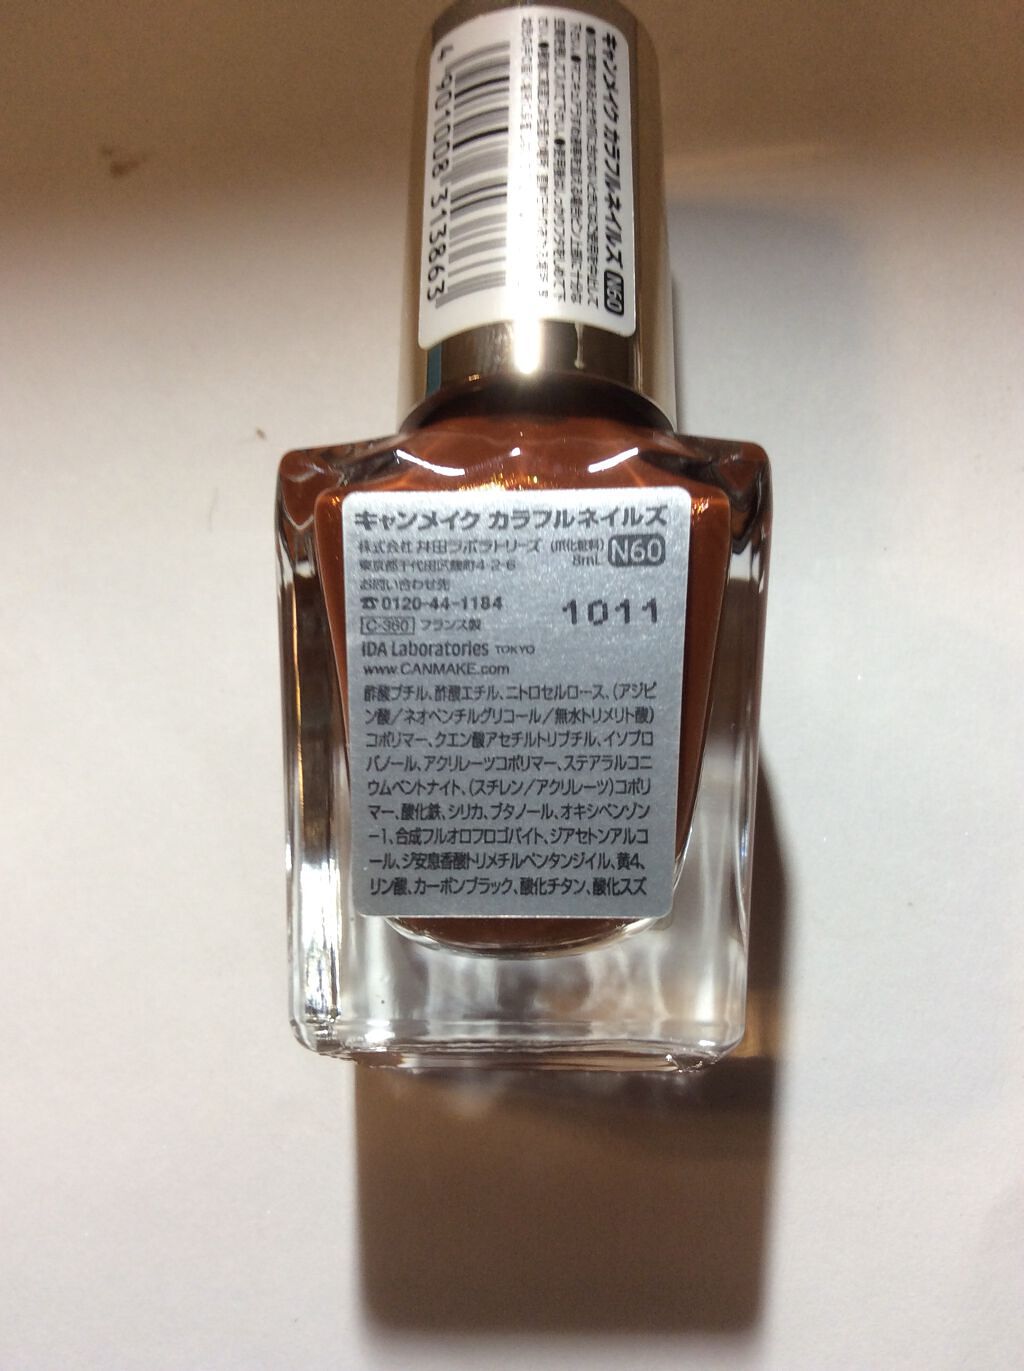 キャンメイク カラフルネイルズ N60
4 901008 313863
キャンメイク カラフルネイルズ
株式会社 井田ラボラトリーズ (爪化粧料)
8mL N60
東京都千代田区麹町4-2-6
お問い合わせ先
☎0120-44-1184
1011
C-360 フランス製
IDA Laboratories TOKYO
www.CANMAKE.com
酢酸ブチル、酢酸エチル、ニトロセルロース、(アジピ
ン酸/ネオペンチルグリコール/無水トリメリト酸)
コポリマー、クエン酸アセチルトリブチル、イソプロ
パノール、アクリレーツコポリマー、ステアラルコニ
ウムベントナイト、(スチレン/アクリレーツ)コポリ
マー、酸化鉄、シリカ、ブタノール、オキシベンゾン
-1、合成フルオロフロゴパイト、ジアセトンアルコ
ール、ジ安息香酸トリメチルペンタンジイル、黄4、
リン酸、カーボンブラック、酸化チタン、酸化スズ